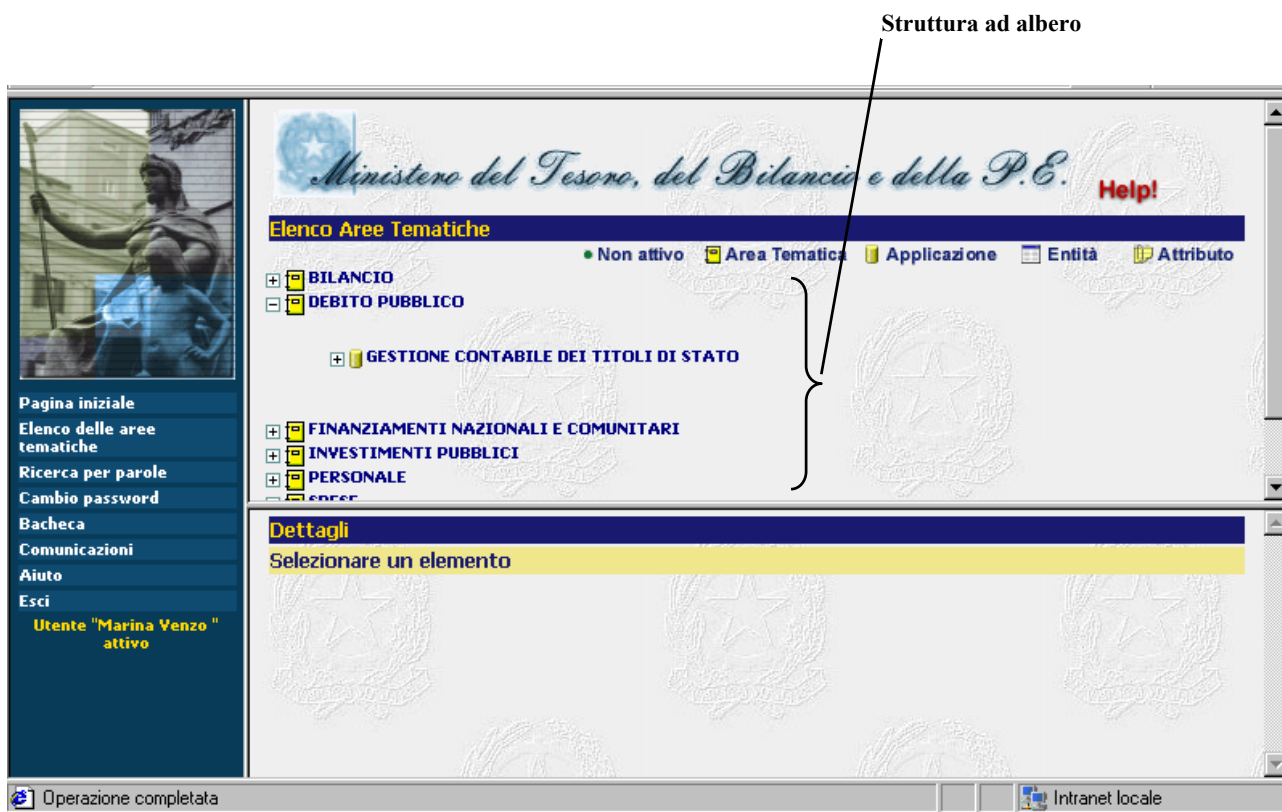 Struttura ad albero
Ministero del Tesoro, del Bilancio e della P.E.
Help!
Elenco Aree Tematiche
Non attivo Area Tematica Applicazione Entità Attributo
BILANCIO
DEBITO PUBBLICO
GESTIONE CONTABILE DEI TITOLI DI STATO
FINANZIAMENTI NAZIONALI E COMUNITARI
INVESTIMENTI PUBBLICI
PERSONALE
SPESE
Pagina iniziale
Elenco delle aree
tematiche
Ricerca per parole
Cambio password
Bacheca
Comunicazioni
Aiuto
Esci
Utente "Marina Venzo "
attivo
Dettagli
Selezionare un elemento
Operazione completata
Intranet locale